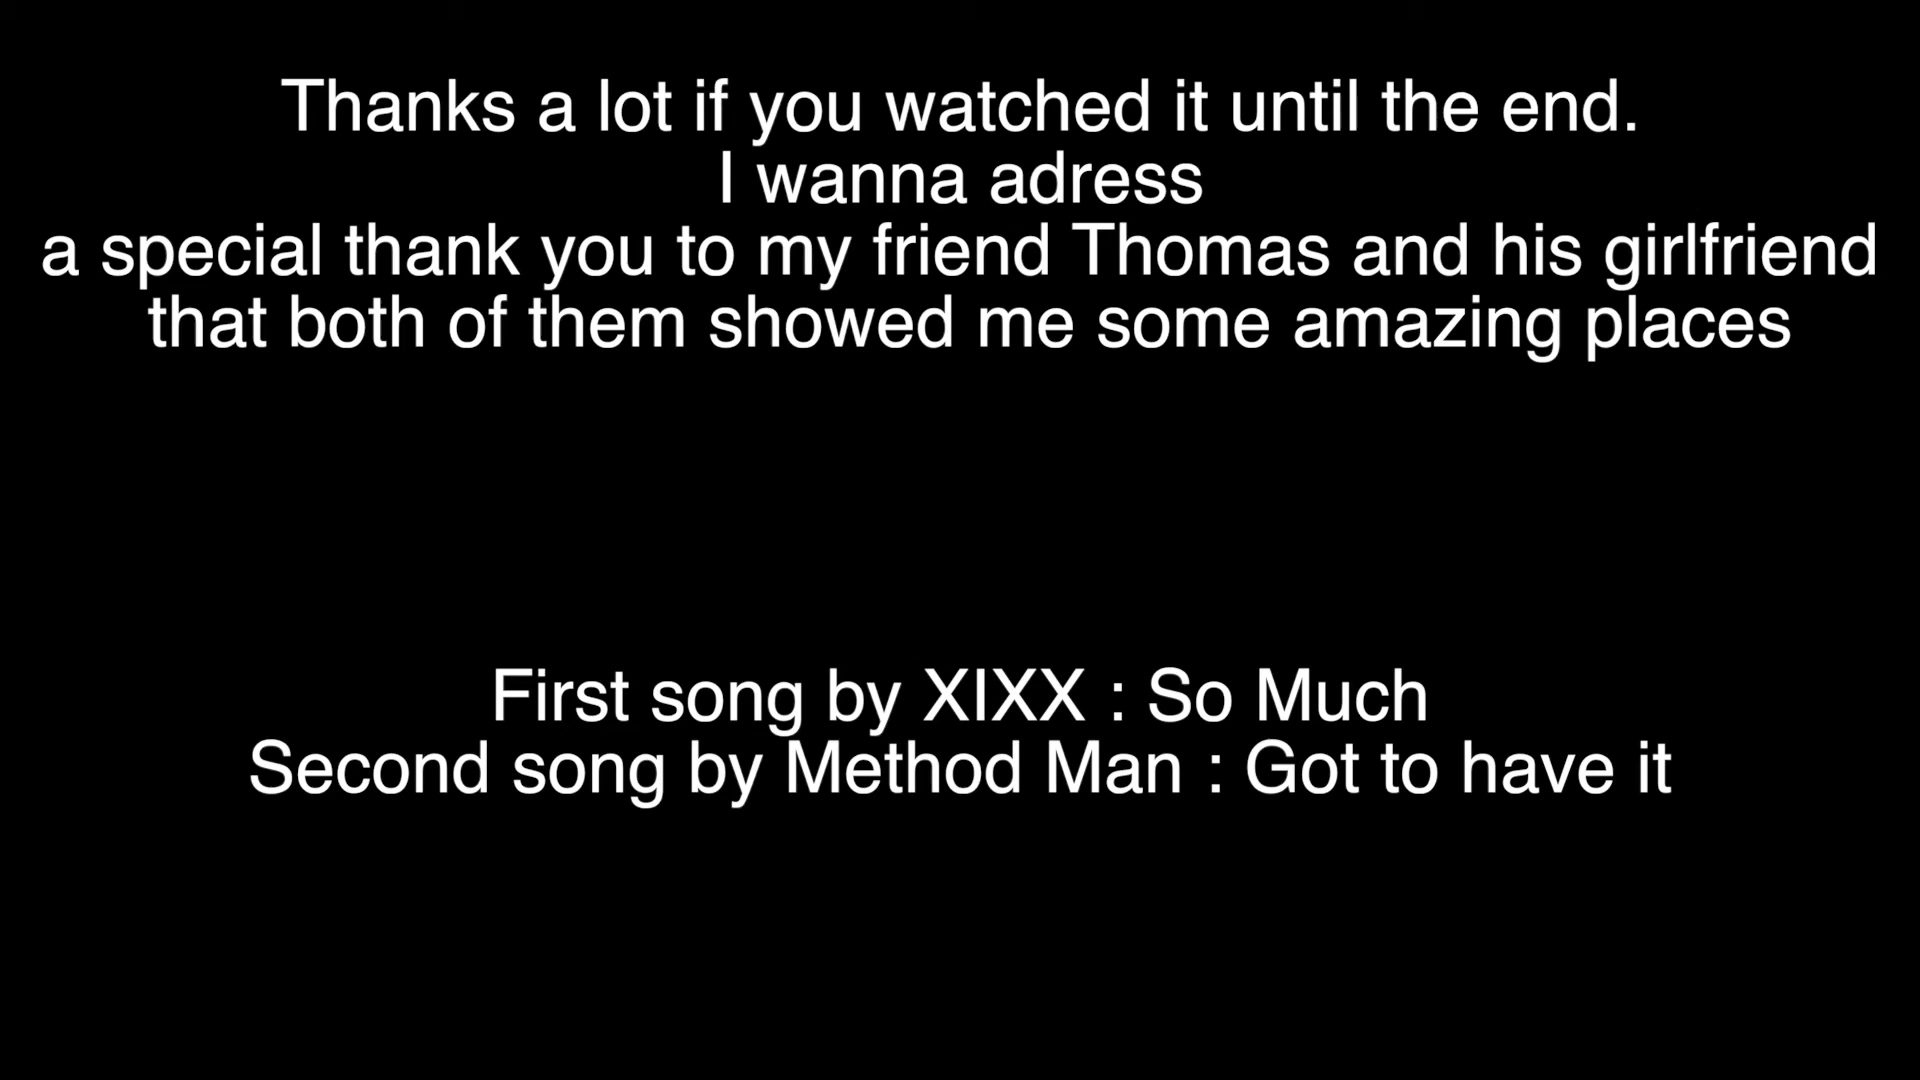 Thanks a lot if you watched it until the end.
I wanna adress
a special thank you to my friend Thomas and his girlfriend
that both of them showed me some amazing places
First song by XIXX : So Much
Second song by Method Man : Got to have it